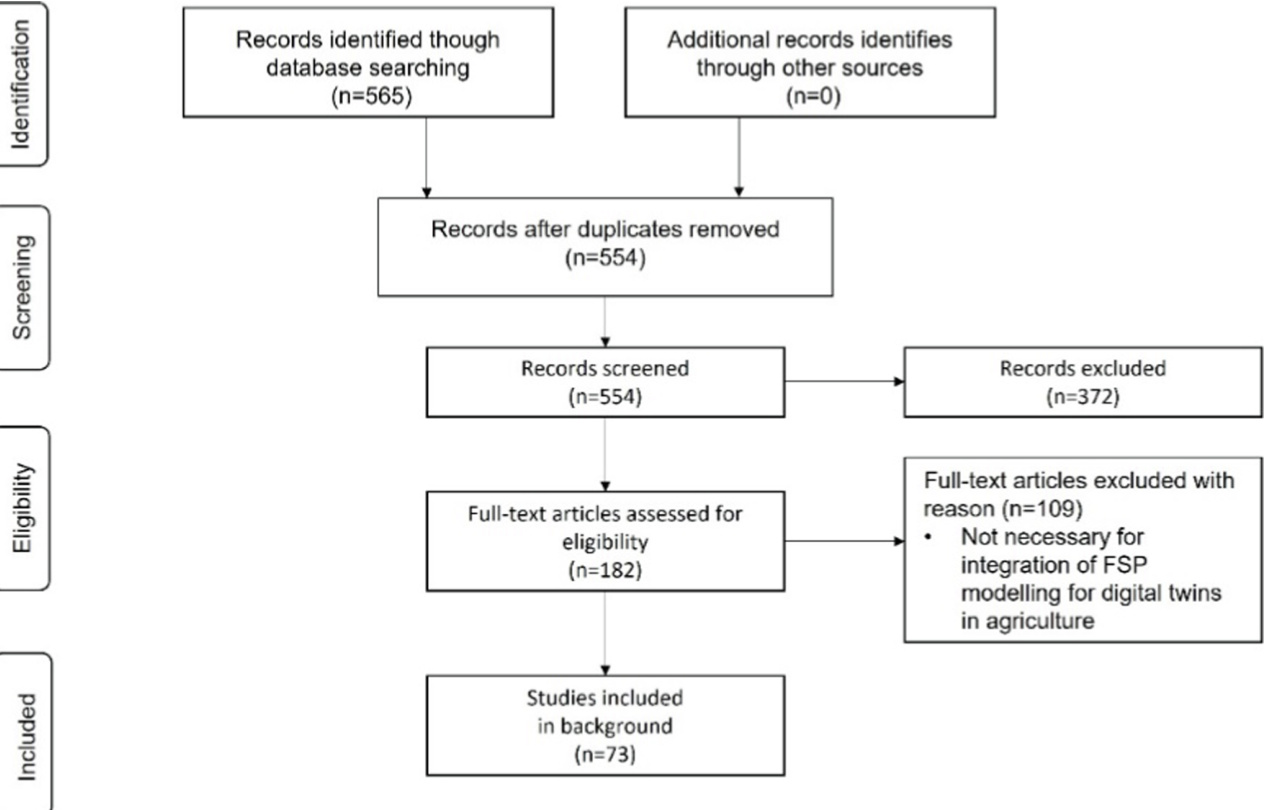 Identification
Records identified though
database searching
(n=565)
Additional records identifies
through other sources
(n=0)
Screening
Records after duplicates removed
(n=554)
Records screened
(n=554)
Records excluded
(n=372)
Eligibility
Full-text articles assessed for
eligibility
(n=182)
Full-text articles excluded with
reason (n=109)
• Not necessary for
integration of FSP
modelling for digital twins
in agriculture
Included
Studies included
in background
(n=73)